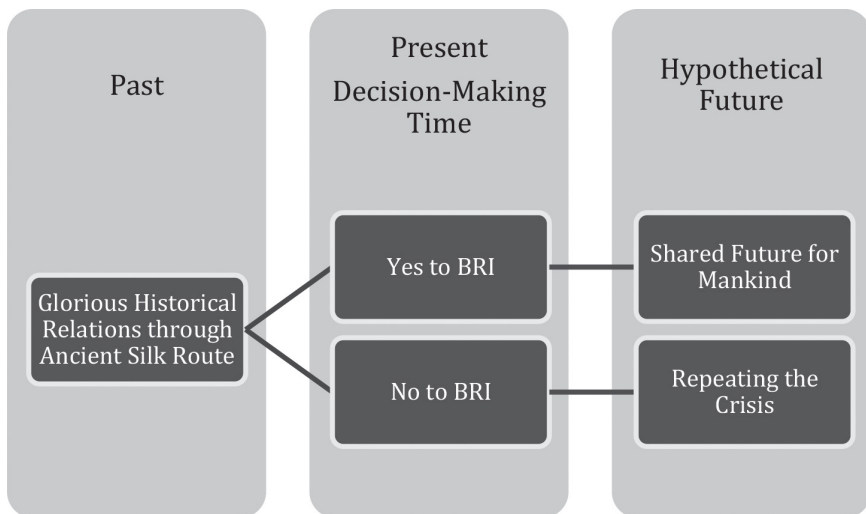 Past
Present
Decision-Making
Time
Hypothetical
Future
Glorious Historical
Relations through
Ancient Silk Route
Yes to BRI
No to BRI
Shared Future for
Mankind
Repeating the
Crisis